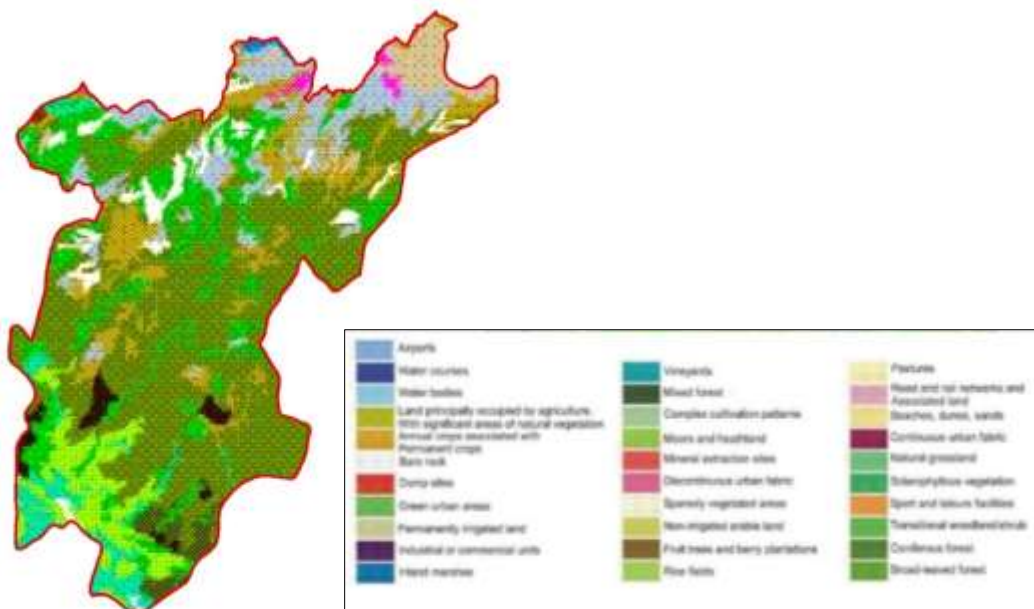 Airports
Water courses
Water bodies
Land principally occupied by agriculture,
With significant areas of natural vegetation
Annual crops associated with
Permanent crops
Bare rock
Dump sites
Green urban areas
Permanently irrigated land
Industrial or commercial units
Inland marshes
Vineyards
Mixed forest
Complex cultivation patterns
Moors and heathland
Mineral extraction sites
Discontinuous urban fabric
Sparsely vegetated areas
Non-irrigated arable land
Fruit trees and berry plantations
Rice fields
Pastures
Road and rail networks and
Associated land
Beaches, dunes, sands
Continuous urban fabric
Natural grassland
Sclerophyllous vegetation
Sport and leisure facilities
Transitional woodland/shrub
Coniferous forest
Broad-leaved forest